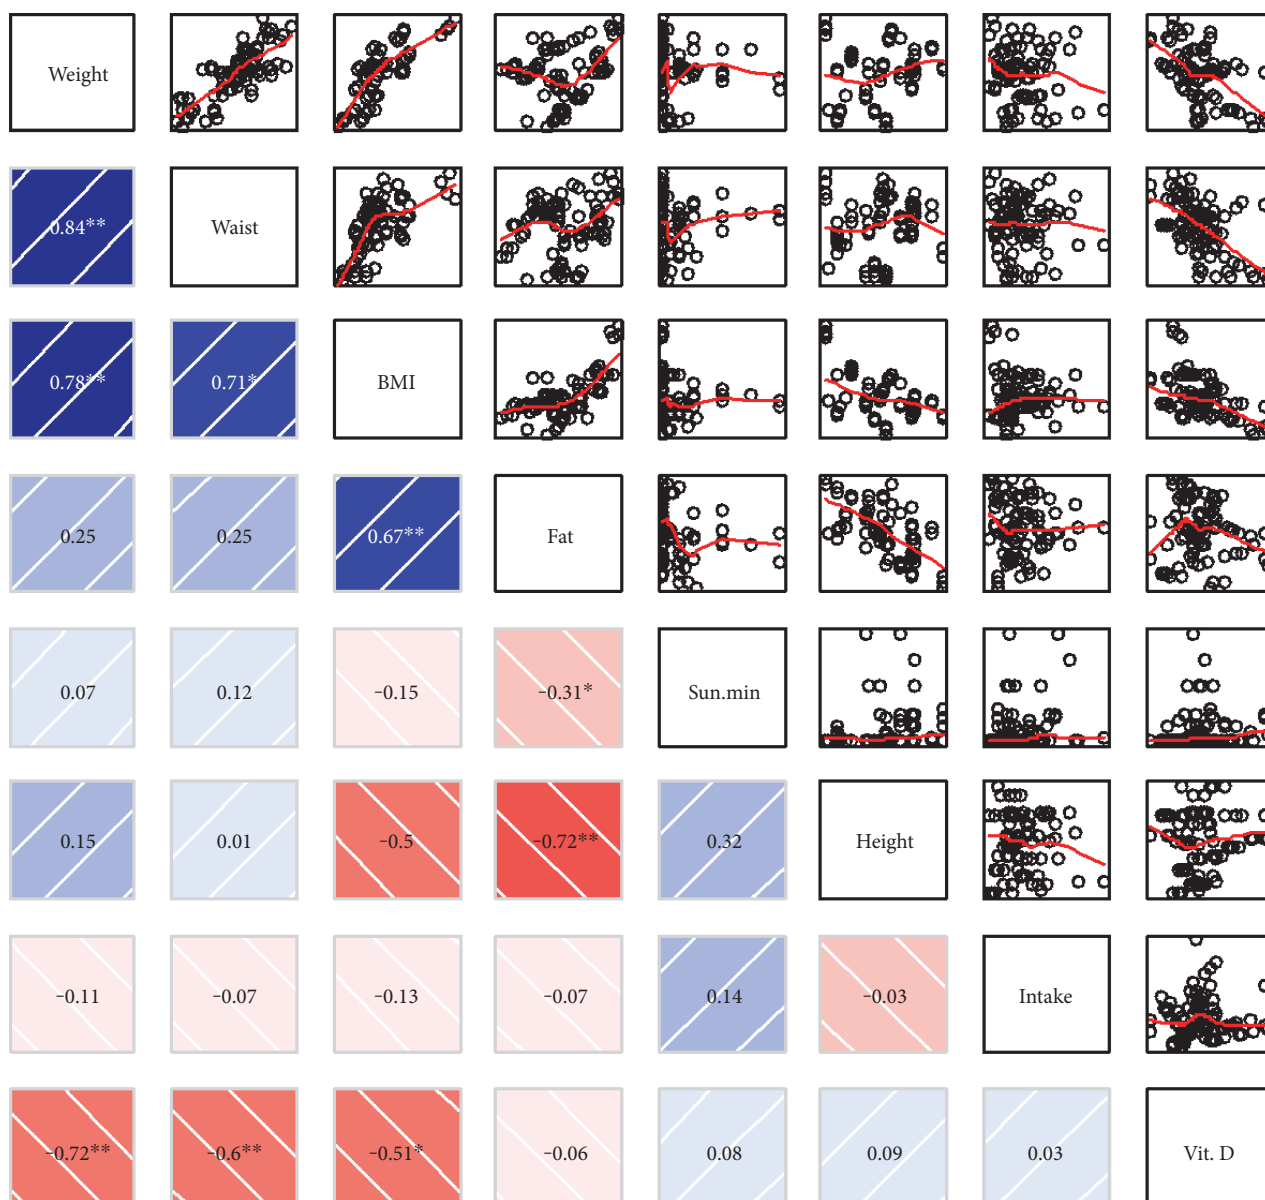 Weight
0.84** Waist
0.78** 0.71* BMI
0.25 0.25 0.67** Fat
0.07 0.12 -0.15 -0.31* Sun.min
0.15 0.01 -0.5 -0.72** 0.32 Height
-0.11 -0.07 -0.13 -0.07 0.14 -0.03 Intake
-0.72** -0.6** -0.51* -0.06 0.08 0.09 0.03 Vit. D